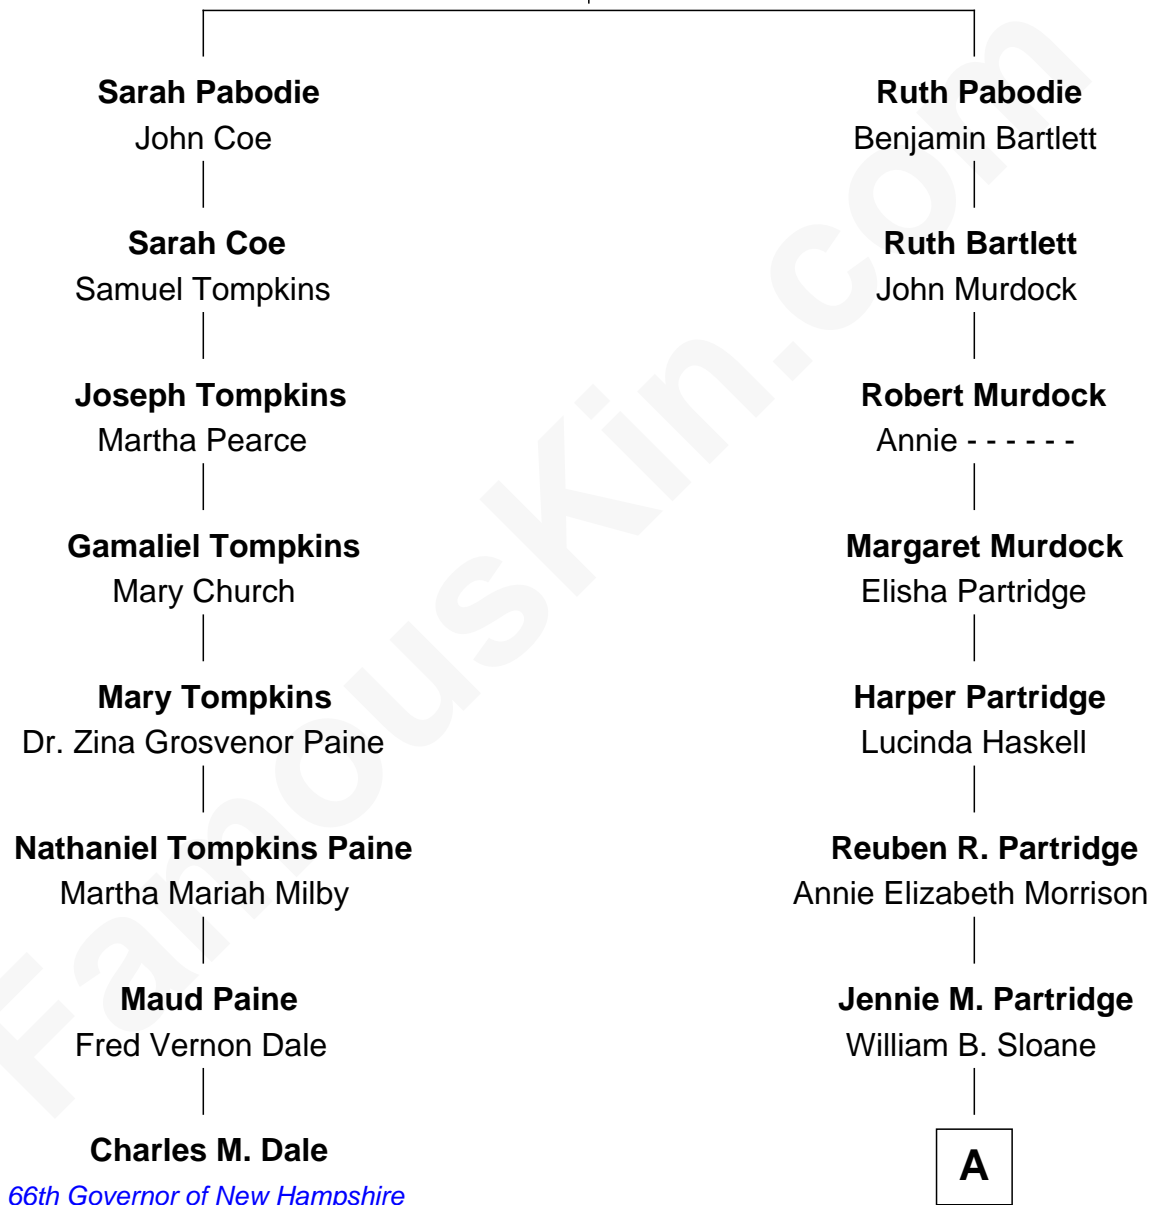 Sarah Pabodie
John Coe
Sarah Coe
Samuel Tompkins
Joseph Tompkins
Martha Pearce
Gamaliel Tompkins
Mary Church
Mary Tompkins
Dr. Zina Grosvenor Paine
Nathaniel Tompkins Paine
Martha Mariah Milby
Maud Paine
Fred Vernon Dale
Charles M. Dale
66th Governor of New Hampshire
Ruth Pabodie
Benjamin Bartlett
Ruth Bartlett
John Murdock
Robert Murdock
Annie - - - - - -
Margaret Murdock
Elisha Partridge
Harper Partridge
Lucinda Haskell
Reuben R. Partridge
Annie Elizabeth Morrison
Jennie M. Partridge
William B. Sloane
A
FamousKin.com